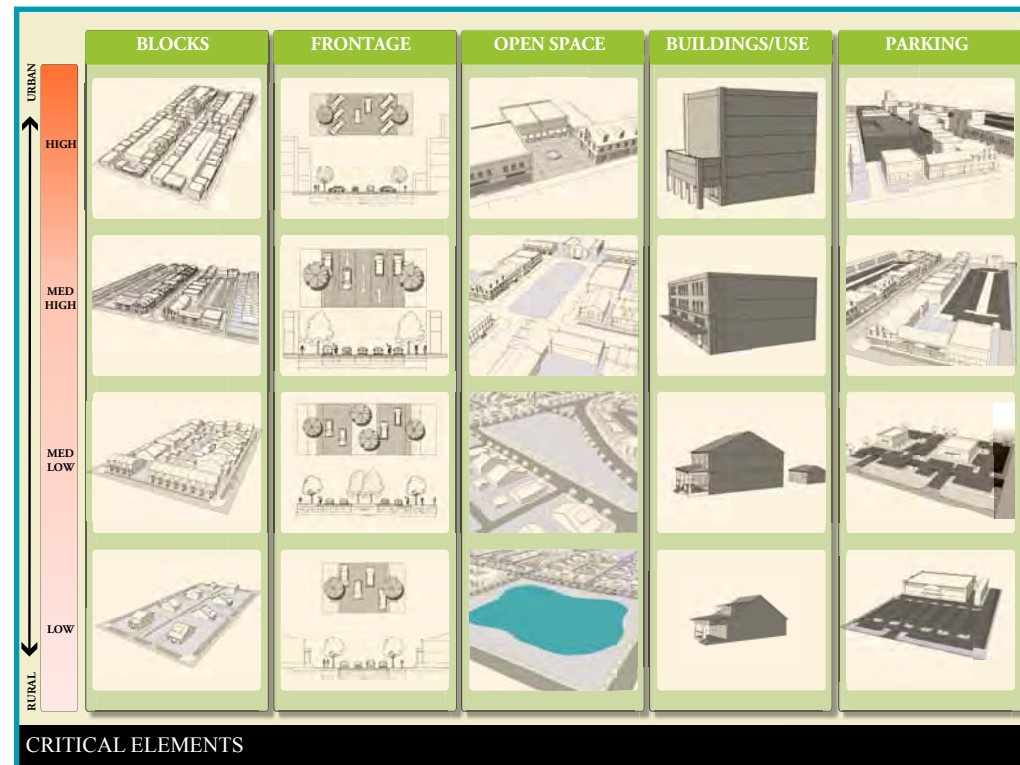 BLOCKS
FRONTAGE
OPEN SPACE
BUILDINGS/USE
PARKING
URBAN
HIGH
MED
HIGH
MED
LOW
LOW
RURAL
CRITICAL ELEMENTS